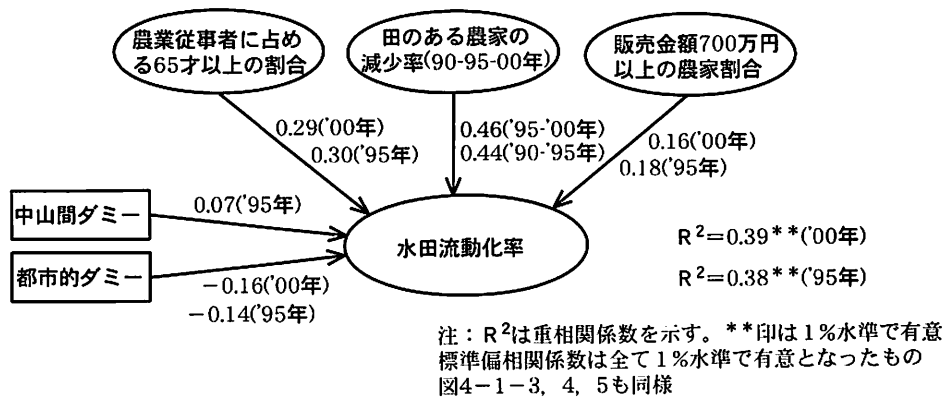 農業従事者に占め
る65才以上の割合
田のある農家の
減少率(90-95-00年)
販売金額700万円
以上の農家割合
0.29('00年)
0.30('95年)
0.46('95-'00年)
0.44('90-'95年)
0.16('00年)
0.18('95年)
中山間ダミー
0.07('95年)
都市的ダミー
-0.16('00年)
-0.14('95年)
水田流動化率
R²=0.39**('00年)
R²=0.38**('95年)
注：R²は重相関係数を示す。**印は1%水準で有意
標準偏相関係数は全て1%水準で有意となったもの
図4-1-3，4，5も同様